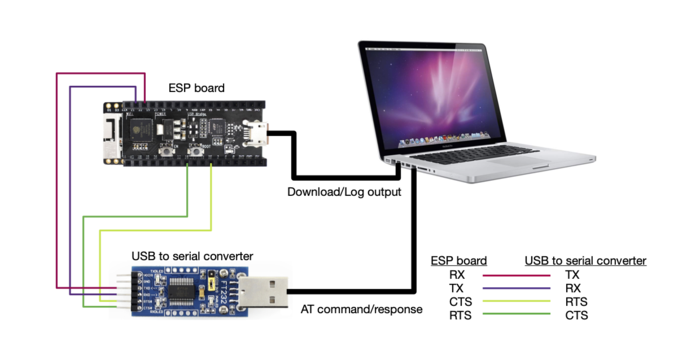 ESP board
Download/Log output
USB to serial converter
FT232
AT command/response
ESP board USB to serial converter
RX TX
TX RX
CTS RTS
RTS CTS